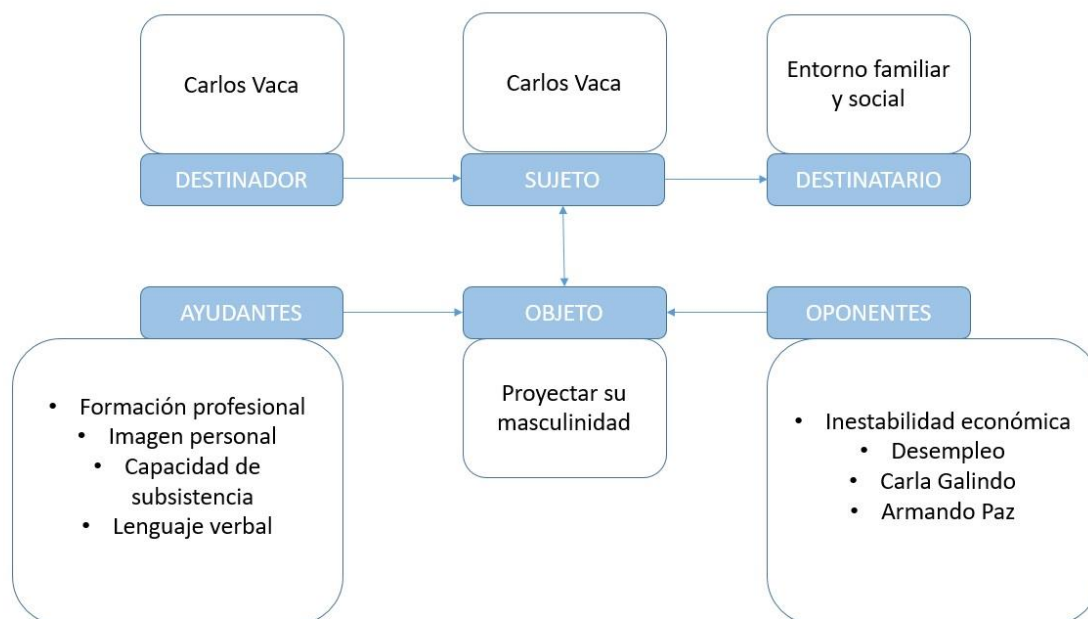 Carlos Vaca
Carlos Vaca
Entorno familiar
y social
DESTINADOR
SUJETO
DESTINATARIO
AYUDANTES
OBJETO
OPONENTES
• Formación profesional
• Imagen personal
• Capacidad de
subsistencia
• Lenguaje verbal
Proyectar su
masculinidad
• Inestabilidad económica
• Desempleo
• Carla Galindo
• Armando Paz